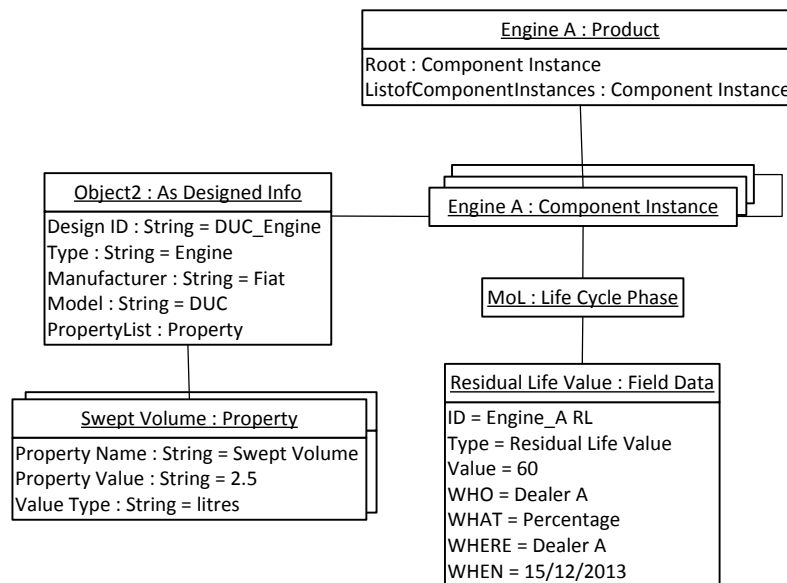 Engine A : Product
Root : Component Instance
ListofComponentInstances : Component Instance
Object2 : As Designed Info
Design ID : String = DUC_Engine
Type : String = Engine
Manufacturer : String = Fiat
Model : String = DUC
PropertyList : Property
Engine A : Component Instance
MoL : Life Cycle Phase
Swept Volume : Property
Property Name : String = Swept Volume
Property Value : String = 2.5
Value Type : String = litres
Residual Life Value : Field Data
ID = Engine_A RL
Type = Residual Life Value
Value = 60
WHO = Dealer A
WHAT = Percentage
WHERE = Dealer A
WHEN = 15/12/2013